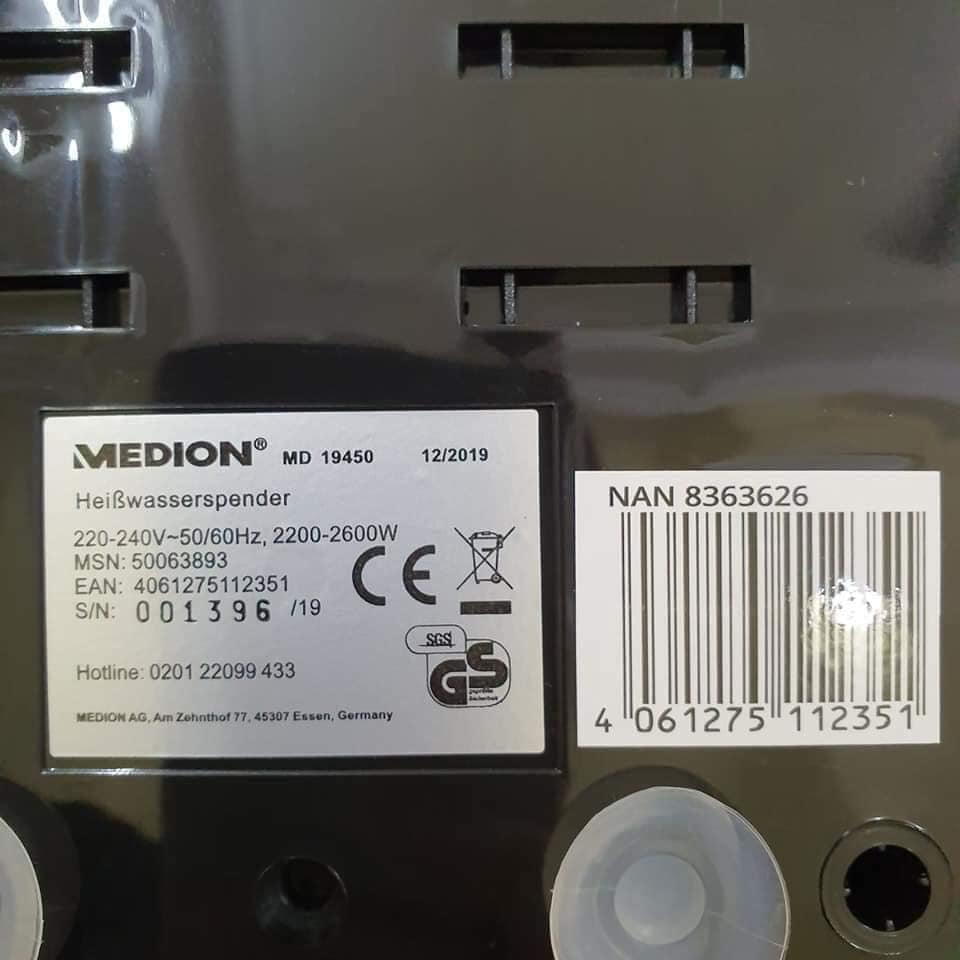 MEDION® MD 19450 12/2019
Heißwasserspender
220-240V~50/60Hz, 2200-2600W
MSN: 50063893
EAN: 4061275112351
S/N: 001396 /19
CE
SGS
GS
Hotline: 0201 22099 433
MEDION AG, Am Zehnthof 77, 45307 Essen, Germany
NAN 8363626
4 061275 112351